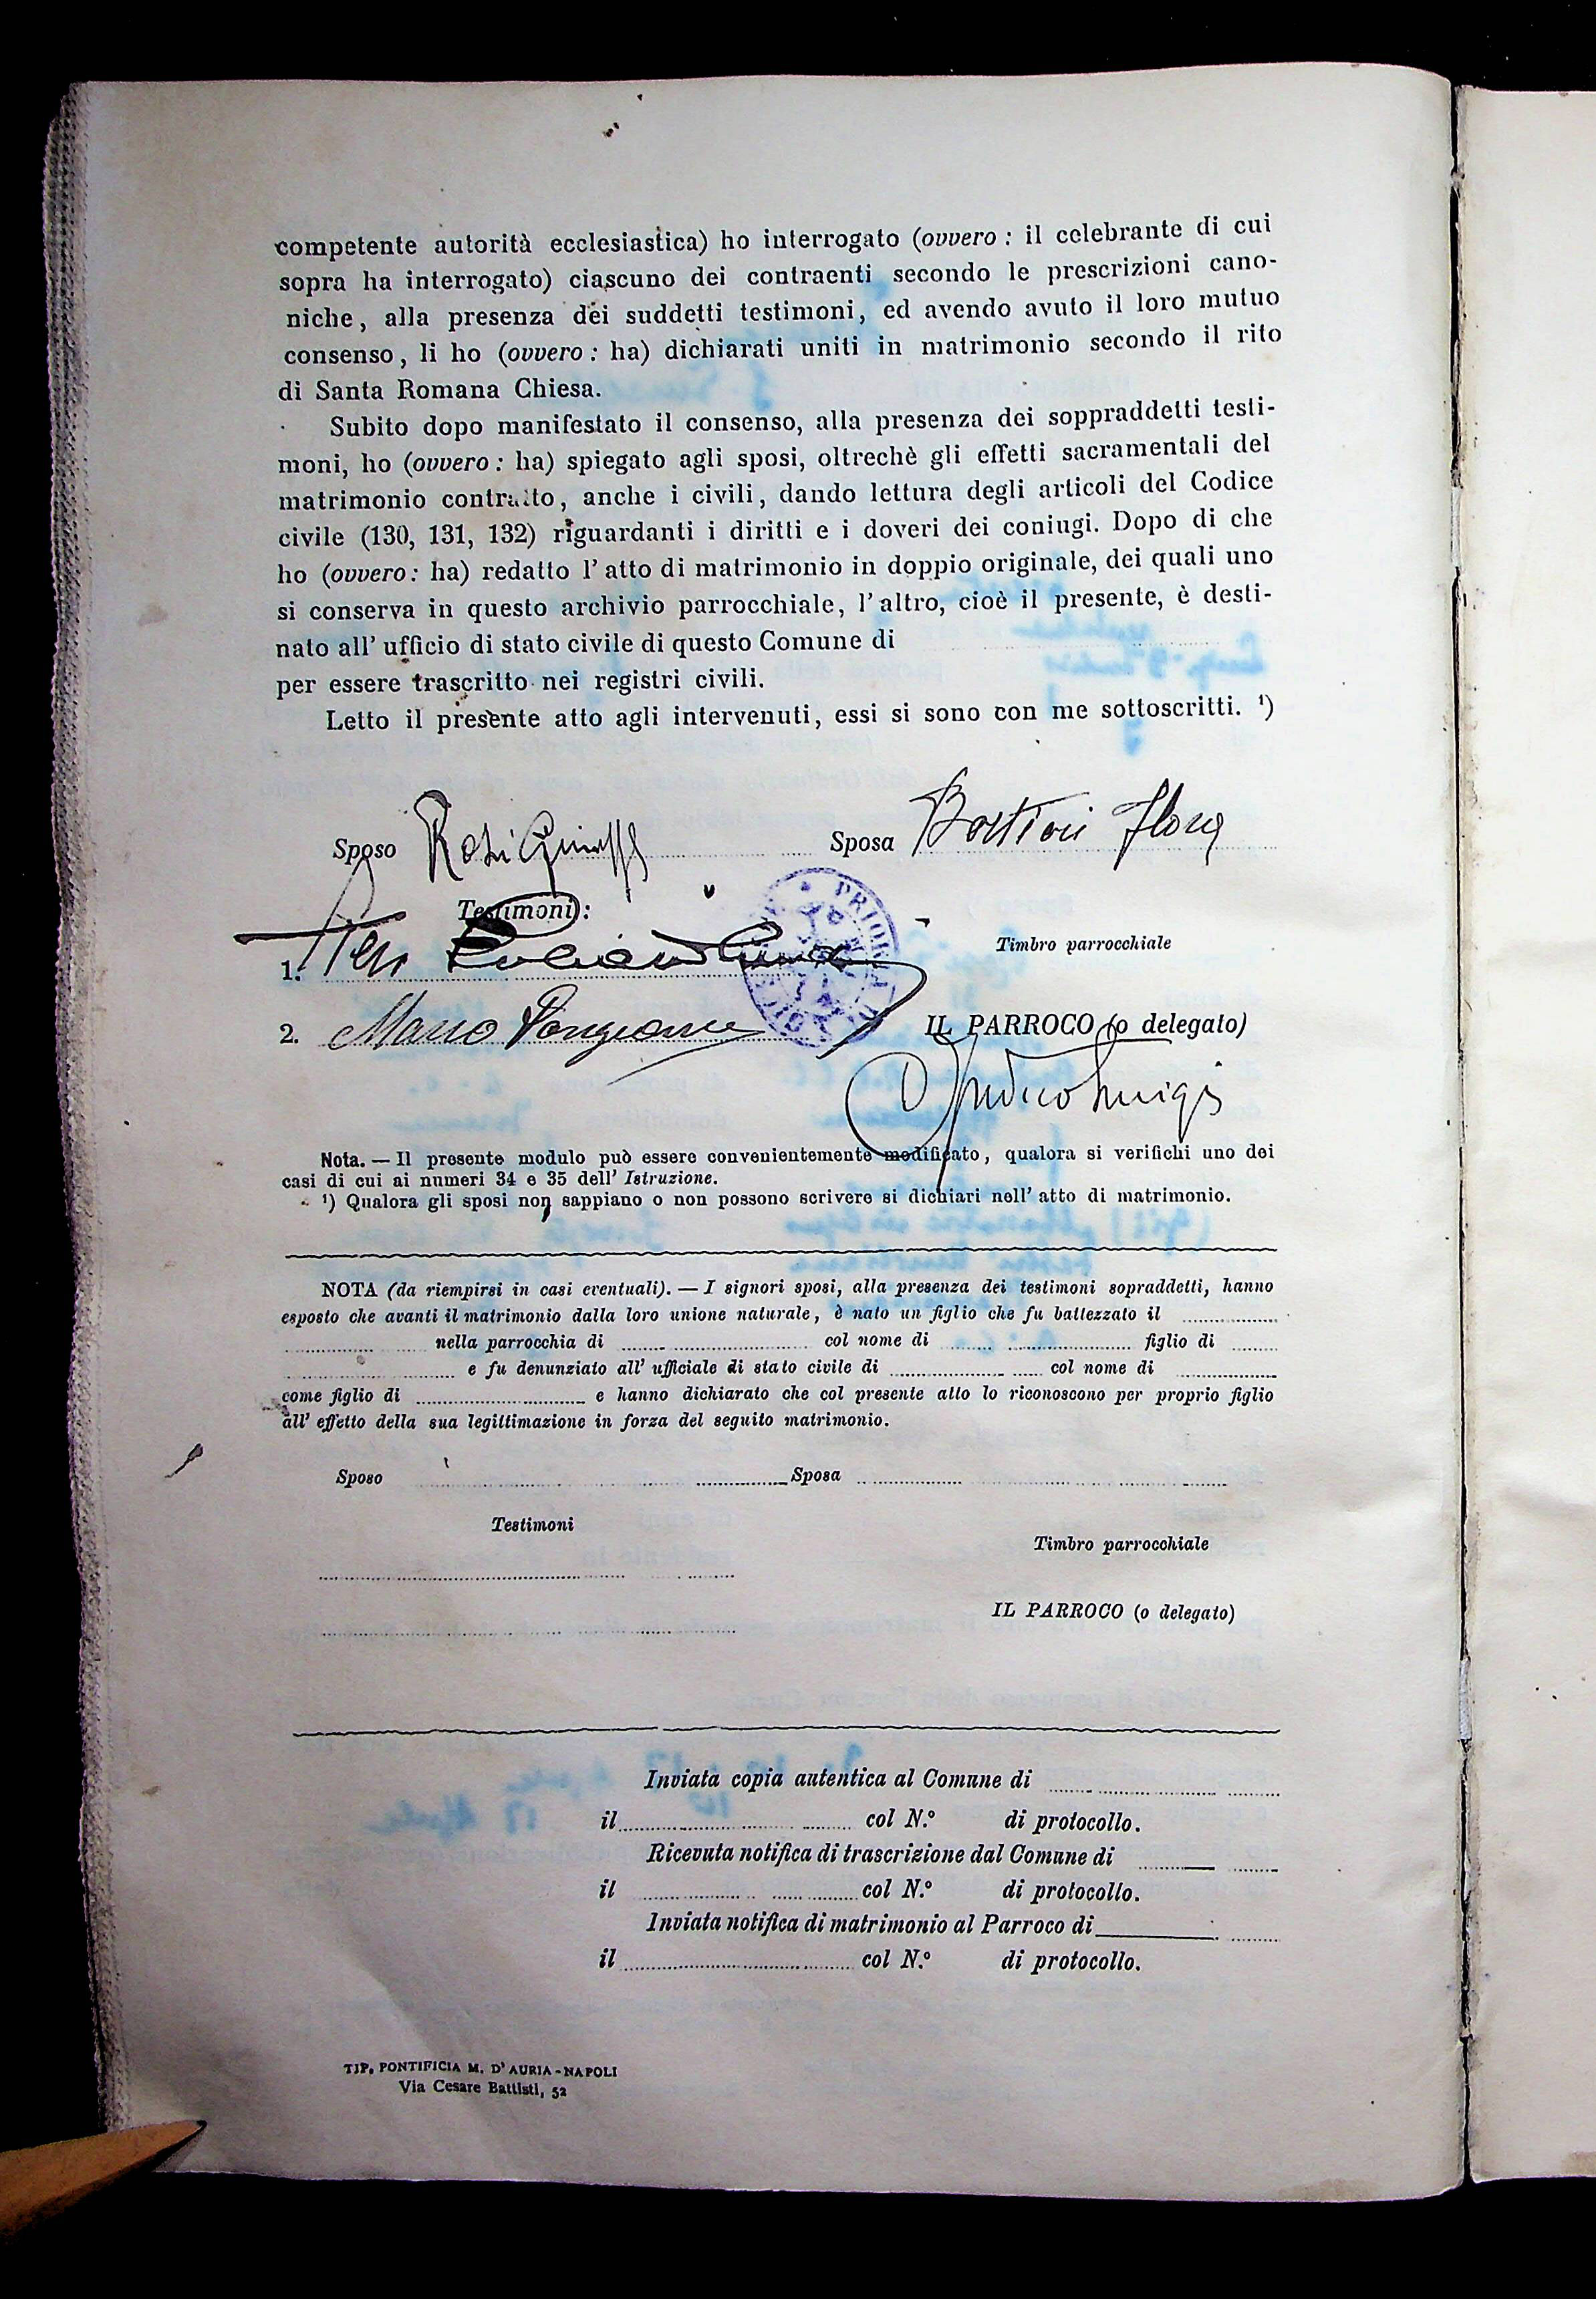 competente autorità ecclesiastica) ho interrogato (ovvero : il celebrante di cui
sopra ha interrogato) ciascuno dei contraenti secondo le prescrizioni cano-
niche, alla presenza dei suddetti testimoni, ed avendo avuto il loro mutuo
consenso, li ho (ovvero : ha) dichiarati uniti in matrimonio secondo il rito
di Santa Romana Chiesa.
Subito dopo manifestato il consenso, alla presenza dei soppraddetti testi-
moni, ho (ovvero : ha) spiegato agli sposi, oltrechè gli effetti sacramentali del
matrimonio contratto, anche i civili, dando lettura degli articoli del Codice
civile (130, 131, 132) riguardanti i diritti e i doveri dei coniugi. Dopo di che
ho (ovvero : ha) redatto l'atto di matrimonio in doppio originale, dei quali uno
si conserva in questo archivio parrocchiale, l'altro, cioè il presente, è desti-
nato all'ufficio di stato civile di questo Comune di
per essere trascritto nei registri civili.
Letto il presente atto agli intervenuti, essi si sono con me sottoscritti. ¹)
Sposo Sposa
Testimoni:
Timbro parrocchiale
1.
2. Mario
IL PARROCO (o delegato)
Luigi
Nota. — Il presente modulo può essere convenientemente modificato, qualora si verifichi uno dei
casi di cui ai numeri 34 e 35 dell' Istruzione.
¹) Qualora gli sposi non sappiano o non possono scrivere si dichiari nell' atto di matrimonio.
NOTA (da riempirsi in casi eventuali). — I signori sposi, alla presenza dei testimoni sopraddetti, hanno
esposto che avanti il matrimonio dalla loro unione naturale, è nato un figlio che fu battezzato il
nella parrocchia di col nome di figlio di
e fu denunziato all' ufficiale di stato civile di col nome di
come figlio di e hanno dichiarato che col presente atto lo riconoscono per proprio figlio
all' effetto della sua legittimazione in forza del seguito matrimonio.
Sposo Sposa
Testimoni
Timbro parrocchiale
IL PARROCO (o delegato)
Inviata copia autentica al Comune di
il col N.° di protocollo.
Ricevuta notifica di trascrizione dal Comune di
il col N.° di protocollo.
Inviata notifica di matrimonio al Parroco di
il col N.° di protocollo.
TIP. PONTIFICIA M. D'AURIA - NAPOLI
Via Cesare Battisti, 52